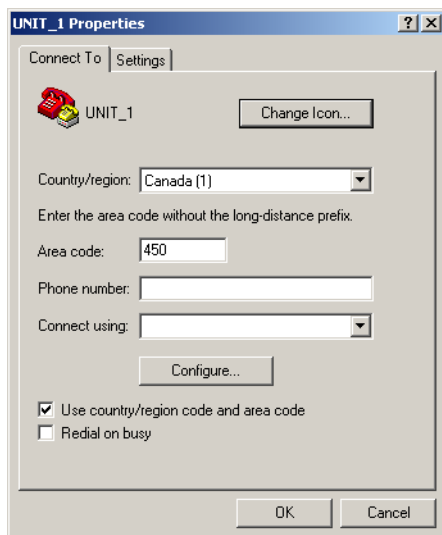 UNIT_1 Properties
Connect To Settings
UNIT_1 Change Icon...
Country/region: Canada (1)
Enter the area code without the long-distance prefix.
Area code: 450
Phone number:
Connect using:
Configure...
Use country/region code and area code
Redial on busy
OK Cancel